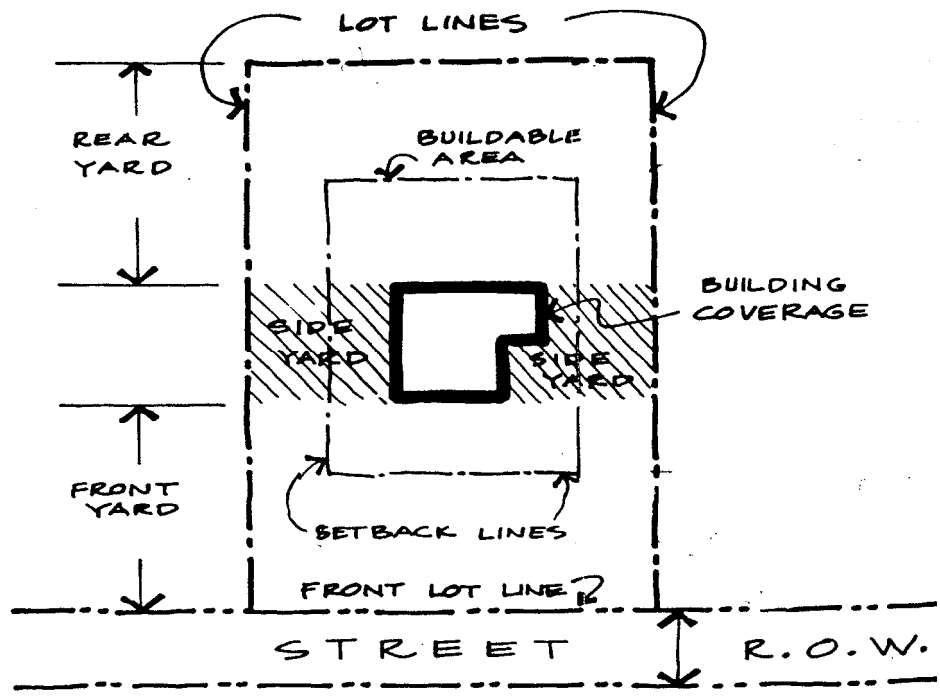 LOT LINES
REAR
YARD
BUILDABLE
AREA
BUILDING
COVERAGE
SIDE
YARD
SIDE
YARD
FRONT
YARD
SETBACK LINES
FRONT LOT LINE
STREET
R.O.W.